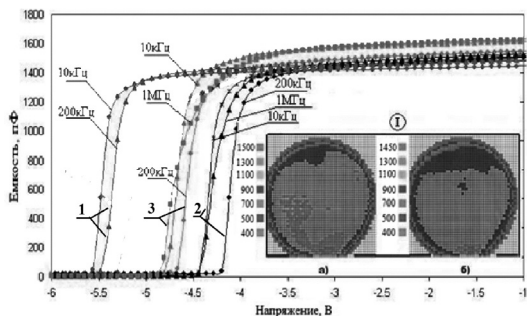 1800
1600
1400
1200
1000
800
600
400
200
0
Емкость, пФ
10кГц
200кГц
10кГц
1МГц
200кГц
200кГц
1МГц
10кГц
1
3
2
I
1500
1300
1100
900
700
400
1450
1300
1100
900
700
400
а)
б)
-6
-5.5
-5
-4.5
-4
-3.5
-3
-2.5
-2
-1.5
-1
Напряжение, В